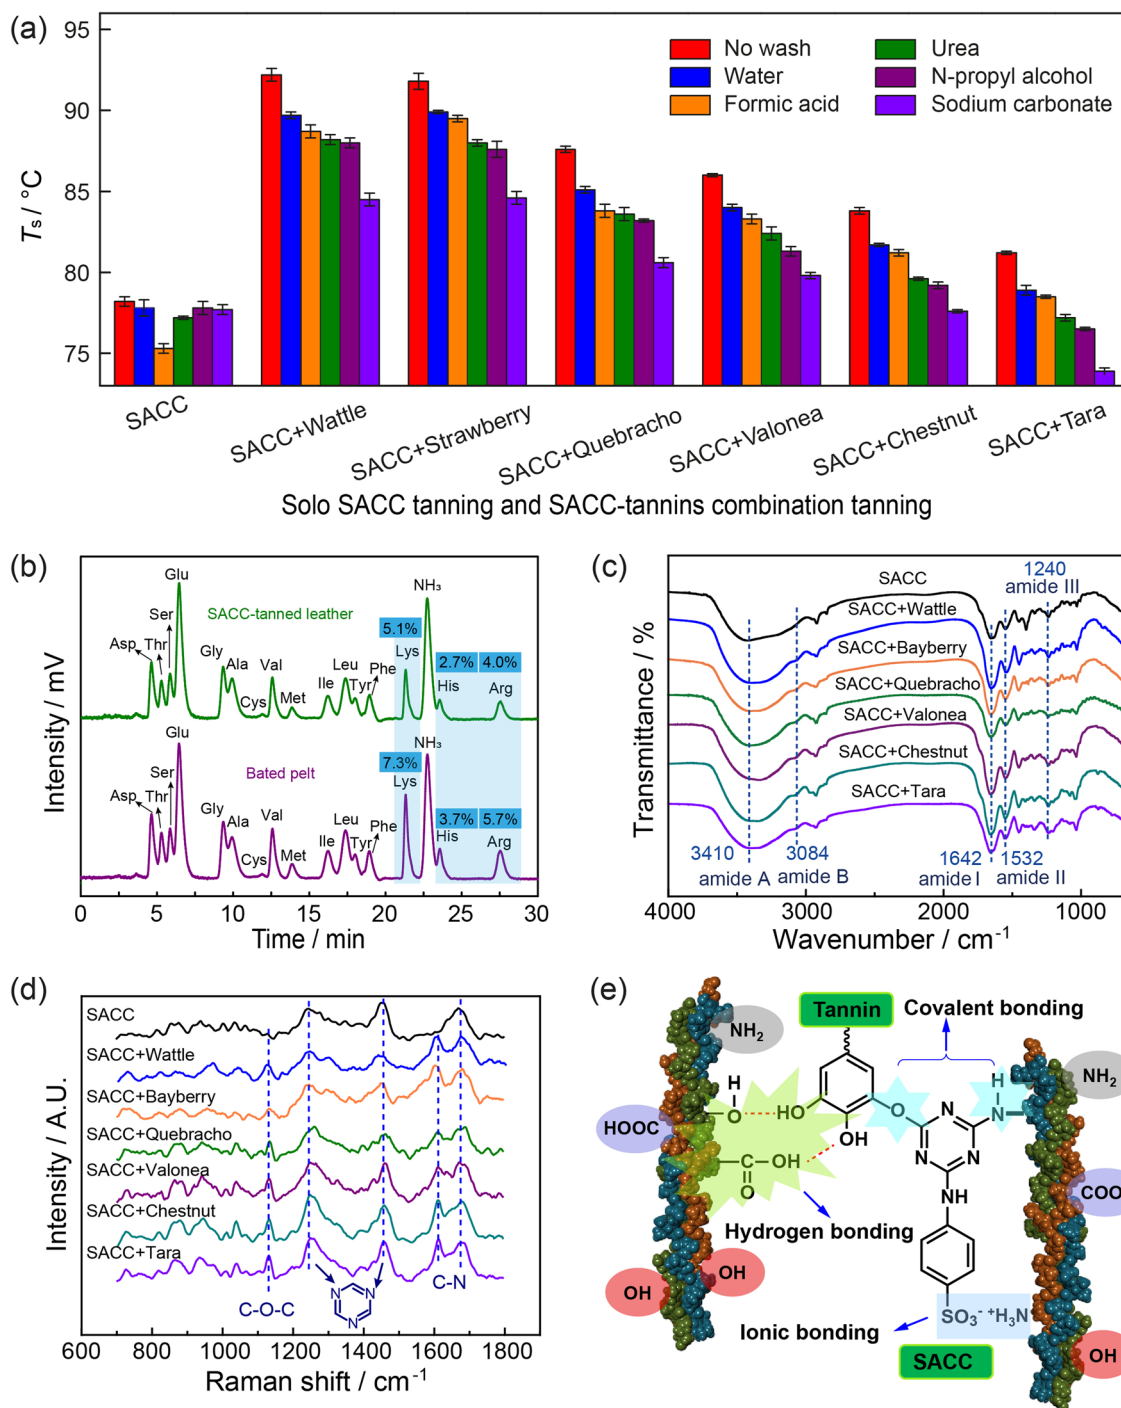 (a)
95
90
85
80
75
Ts / °C
No wash
Water
Formic acid
Urea
N-propyl alcohol
Sodium carbonate
SACC
SACC+Wattle
SACC+Strawberry
SACC+Quebracho
SACC+Valonea
SACC+Chestnut
SACC+Tara
Solo SACC tanning and SACC-tannins combination tanning
(b)
Intensity / mV
SACC-tanned leather
Asp
Thr
Ser
Glu
Gly
Ala
Cys
Val
Met
Ile
Leu
Tyr
Phe
5.1%
Lys
NH₃
2.7% 4.0%
His
Arg
Bated pelt
Asp
Thr
Ser
Glu
Gly
Ala
Cys
Val
Met
Ile
Leu
Tyr
Phe
7.3%
Lys
NH₃
3.7% 5.7%
His
Arg
0 5 10 15 20 25 30
Time / min
(c)
Transmittance / %
SACC
SACC+Wattle
SACC+Bayberry
SACC+Quebracho
SACC+Valonea
SACC+Chestnut
SACC+Tara
1240
amide III
3410
amide A
3084
amide B
1642
amide I
1532
amide II
4000 3000 2000 1000
Wavenumber / cm⁻¹
(d)
Intensity / A.U.
SACC
SACC+Wattle
SACC+Bayberry
SACC+Quebracho
SACC+Valonea
SACC+Chestnut
SACC+Tara
C-O-C
N
N
N
C-N
600 800 1000 1200 1400 1600 1800
Raman shift / cm⁻¹
(e)
Tannin
Covalent bonding
NH₂
NH₂
H
O
HO
O
OH
HOOC
C
OH
O
H
N
N
N
N
NH
COO
Hydrogen bonding
OH
OH
Ionic bonding
SO₃⁻ ⁺H₃N
SACC
OH